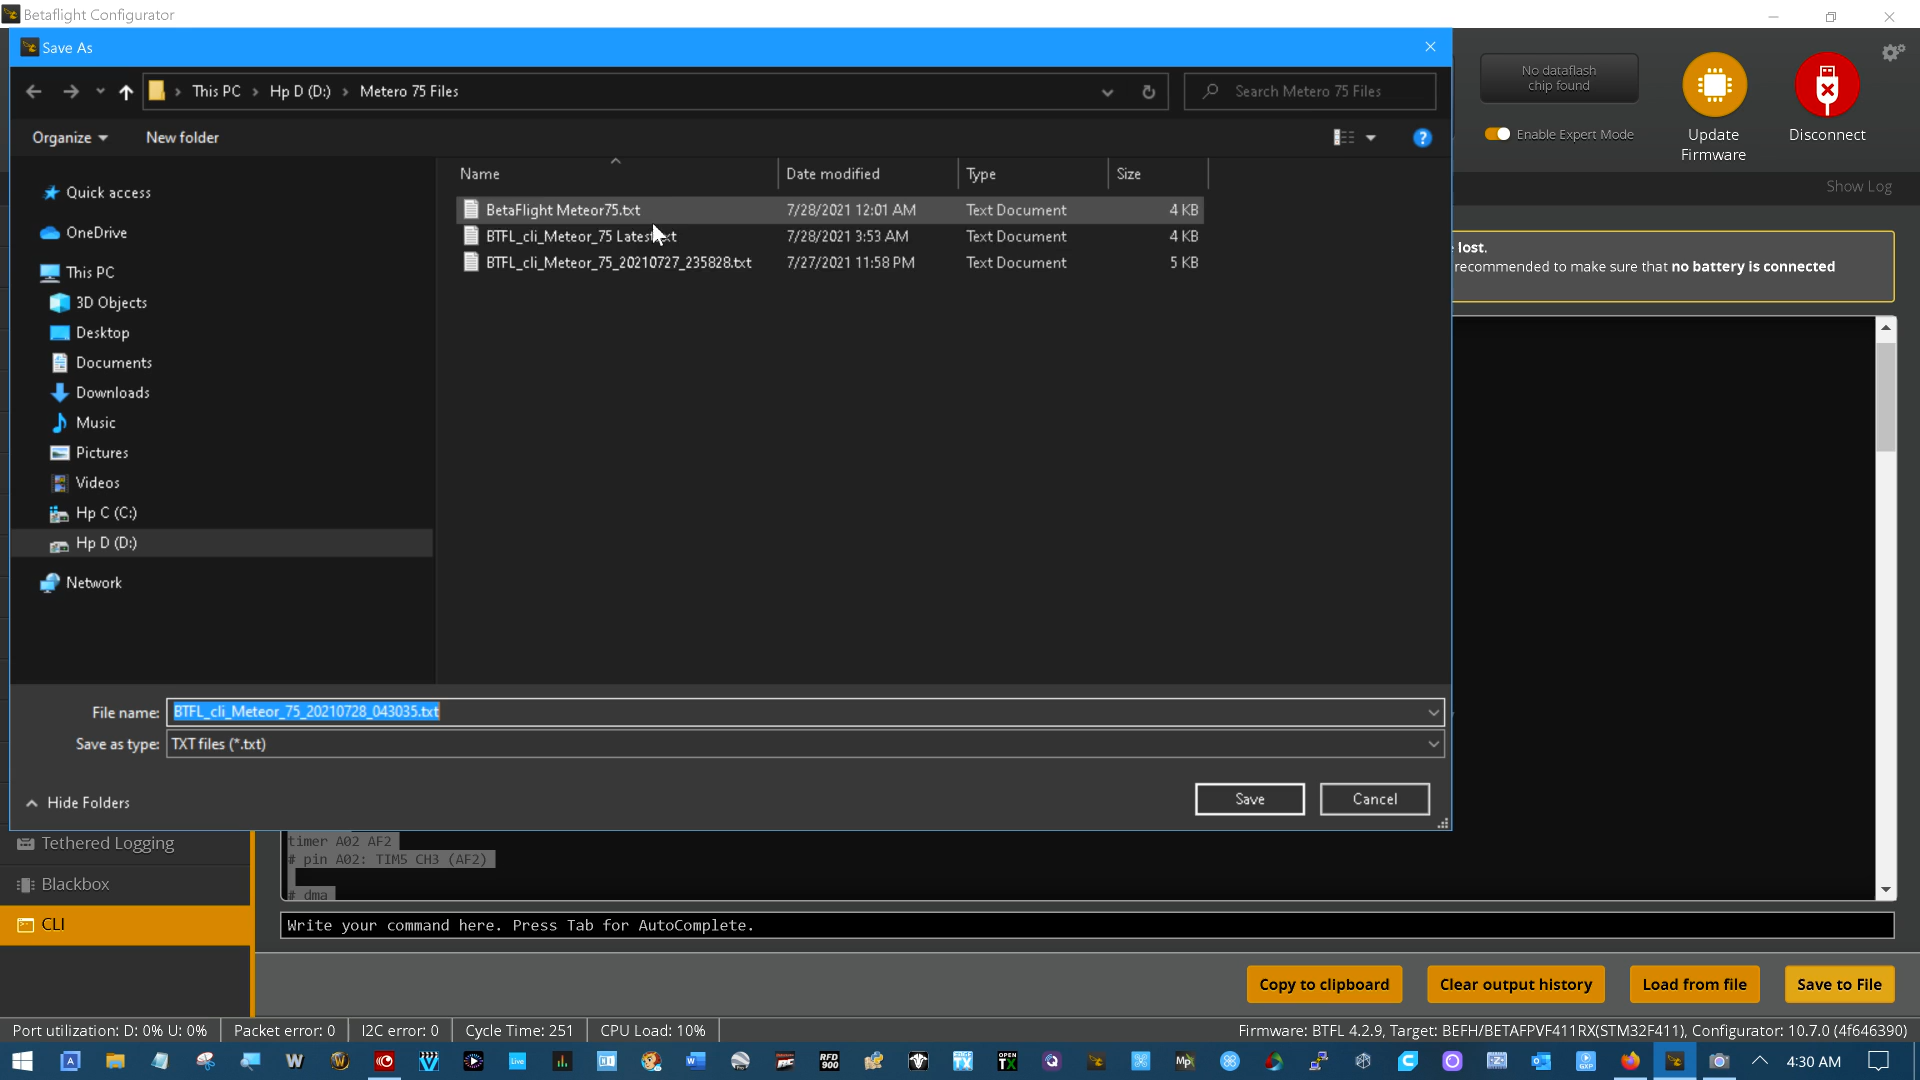 Betaflight Configurator
Save As
This PC > Hp D (D:) > Metero 75 Files
Search Metero 75 Files
No dataflash
chip found
Enable Expert Mode
Update
Firmware
Disconnect
Organize
New folder
Show Log
Name
Date modified
Type
Size
BetaFlight Meteor75.txt 7/28/2021 12:01 AM Text Document 4 KB
BTFL_cli_Meteor_75 7/28/2021 3:53 AM Text Document 4 KB
BTFL_cli_Meteor_75_20210727_235828.txt 7/27/2021 11:58 PM Text Document 5 KB
Quick access
OneDrive
This PC
3D Objects
Desktop
Documents
Downloads
Music
Pictures
Videos
Hp C (C:)
Hp D (D:)
Network
lost.
recommended to make sure that no battery is connected
File name: BTFL_cli_Meteor_75_20210728_043035.txt
Save as type: TXT files (*.txt)
Hide Folders
Save
Cancel
Tethered Logging
Blackbox
CLI
timer A02 AF2
# pin A02: TIM5 CH3 (AF2)
# dma
Write your command here. Press Tab for AutoComplete.
Copy to clipboard
Clear output history
Load from file
Save to File
Port utilization: D: 0% U: 0%
Packet error: 0
I2C error: 0
Cycle Time: 251
CPU Load: 10%
Firmware: BTFL 4.2.9, Target: BEFH/BETAFPVF411RX(STM32F411), Configurator: 10.7.0 (4f646390)
4:30 AM